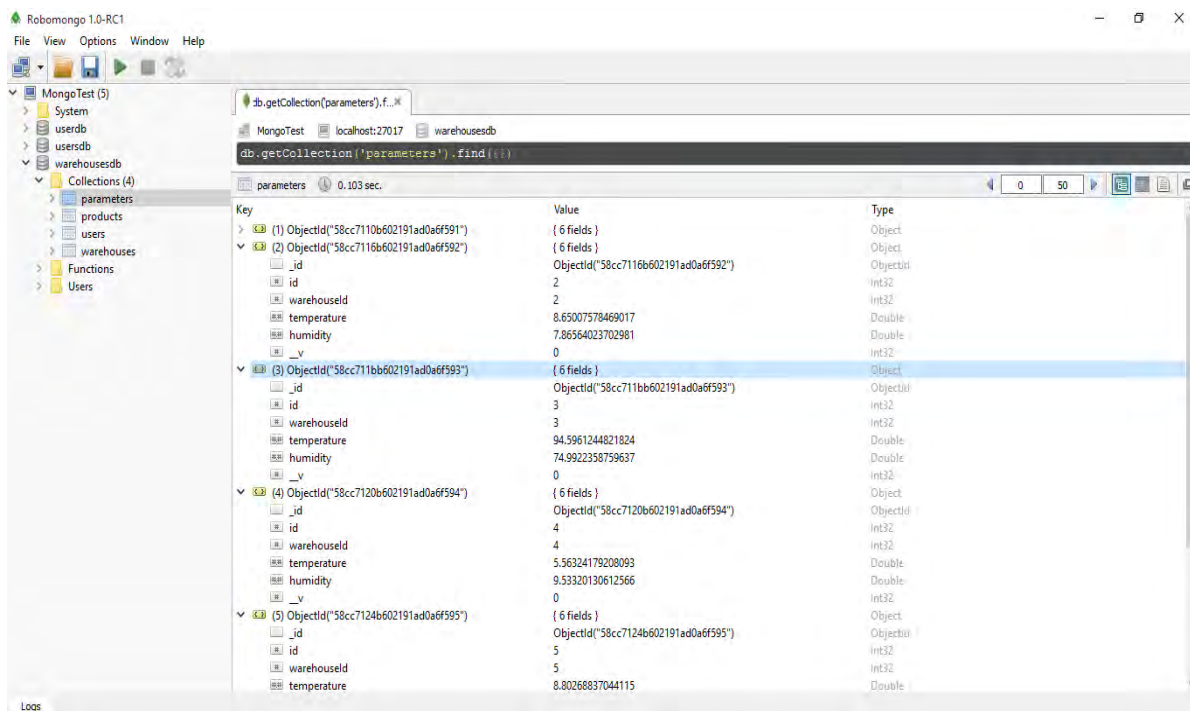 Robomongo 1.0-RC1
File View Options Window Help
MongoTest (5)
System
userdb
usersdb
warehousesdb
Collections (4)
parameters
products
users
warehouses
Functions
Users
db.getCollection('parameters').f...
MongoTest localhost:27017 warehousesdb
db.getCollection('parameters').find({})
parameters 0.103 sec. 0 50
Key Value Type
(1) ObjectId("58cc7110b602191ad0a6f591") { 6 fields } Object
(2) ObjectId("58cc7116b602191ad0a6f592") { 6 fields } Object
_id ObjectId("58cc7116b602191ad0a6f592") ObjectId
id 2 Int32
warehouseId 2 Int32
temperature 8.65007578469017 Double
humidity 7.86564023702981 Double
__v 0 Int32
(3) ObjectId("58cc711bb602191ad0a6f593") { 6 fields } Object
_id ObjectId("58cc711bb602191ad0a6f593") ObjectId
id 3 Int32
warehouseId 3 Int32
temperature 94.5961244821824 Double
humidity 74.9922358759637 Double
__v 0 Int32
(4) ObjectId("58cc7120b602191ad0a6f594") { 6 fields } Object
_id ObjectId("58cc7120b602191ad0a6f594") ObjectId
id 4 Int32
warehouseId 4 Int32
temperature 5.56324179208093 Double
humidity 9.53320130612566 Double
__v 0 Int32
(5) ObjectId("58cc7124b602191ad0a6f595") { 6 fields } Object
_id ObjectId("58cc7124b602191ad0a6f595") ObjectId
id 5 Int32
warehouseId 5 Int32
temperature 8.80268837044115 Double
Logs